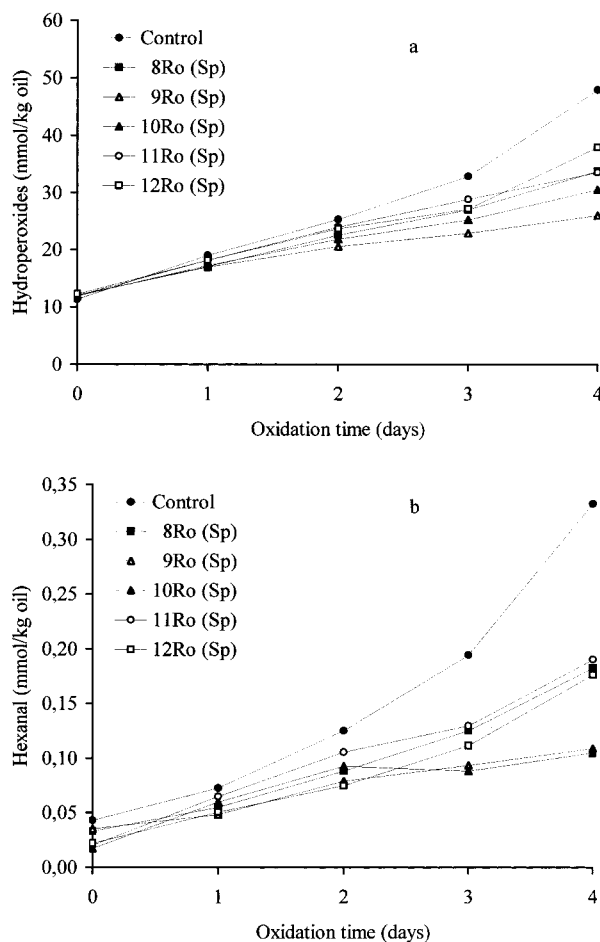 60
50
40
30
20
10
0
Hydroperoxides (mmol/kg oil)
a
Control
8Ro (Sp)
9Ro (Sp)
10Ro (Sp)
11Ro (Sp)
12Ro (Sp)
0 1 2 3 4
Oxidation time (days)
0,35
0,30
0,25
0,20
0,15
0,10
0,05
0,00
Hexanal (mmol/kg oil)
b
Control
8Ro (Sp)
9Ro (Sp)
10Ro (Sp)
11Ro (Sp)
12Ro (Sp)
0 1 2 3 4
Oxidation time (days)